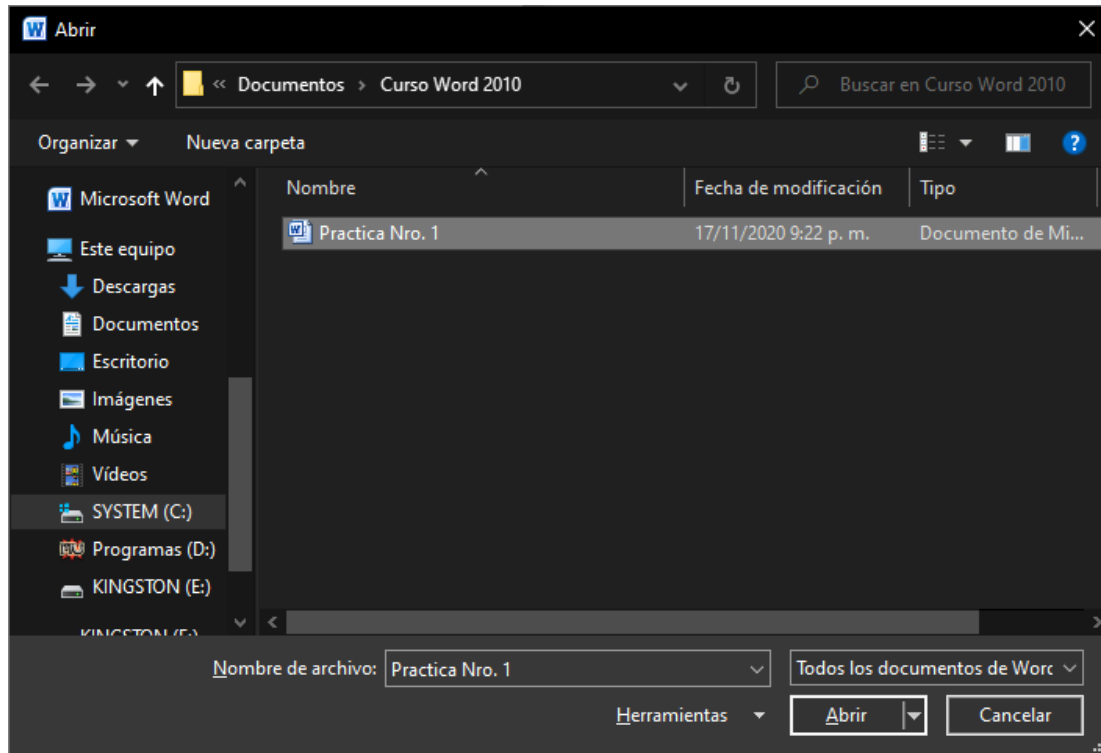 Abrir
« Documentos > Curso Word 2010
Buscar en Curso Word 2010
Organizar
Nueva carpeta
Nombre
Fecha de modificación
Tipo
Microsoft Word
Practica Nro. 1
17/11/2020 9:22 p. m.
Documento de Mi...
Este equipo
Descargas
Documentos
Escritorio
Imágenes
Música
Vídeos
SYSTEM (C:)
Programas (D:)
KINGSTON (E:)
KINGSTON
Nombre de archivo:
Practica Nro. 1
Todos los documentos de Worc
Herramientas
Abrir
Cancelar